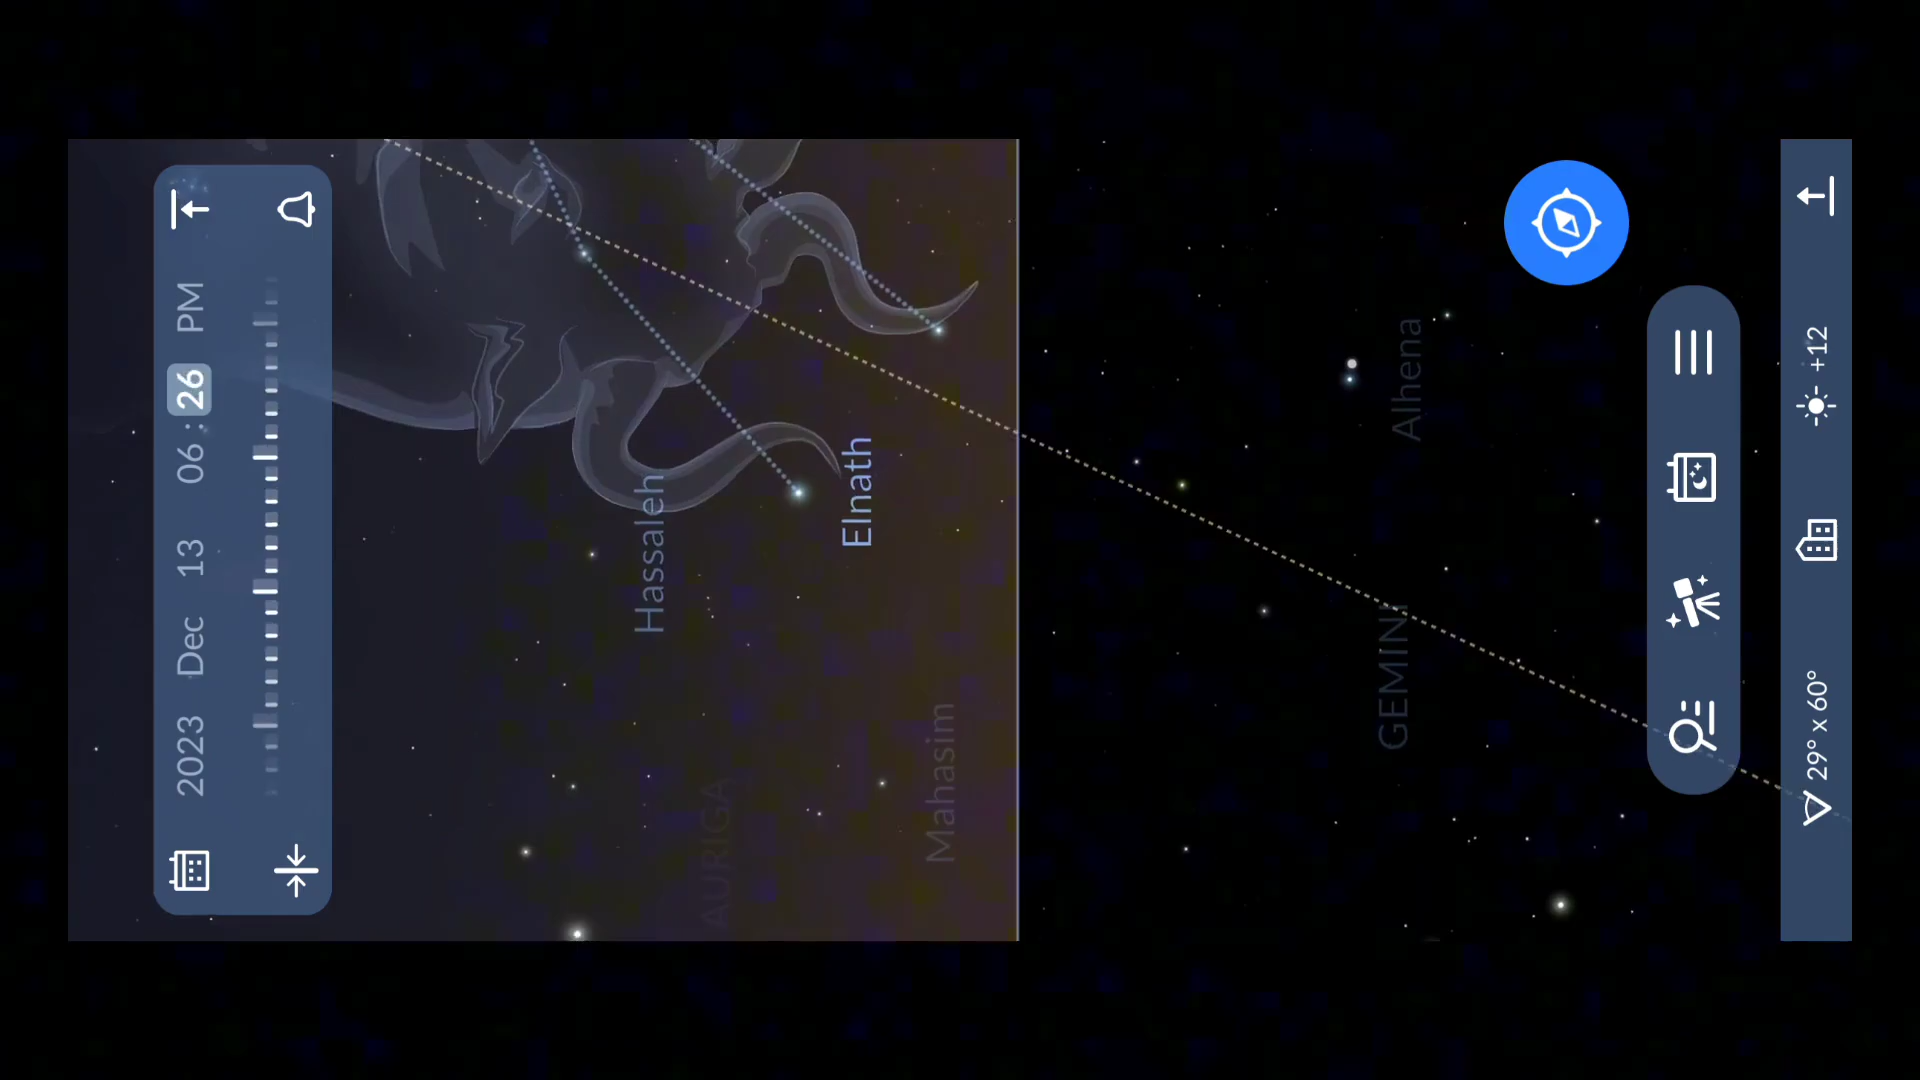 2023 Dec 13 06:26 PM
Hassaleh
Elnath
AURIGA
Mahasim
Alhena
GEMINI
29° x 60°
+12